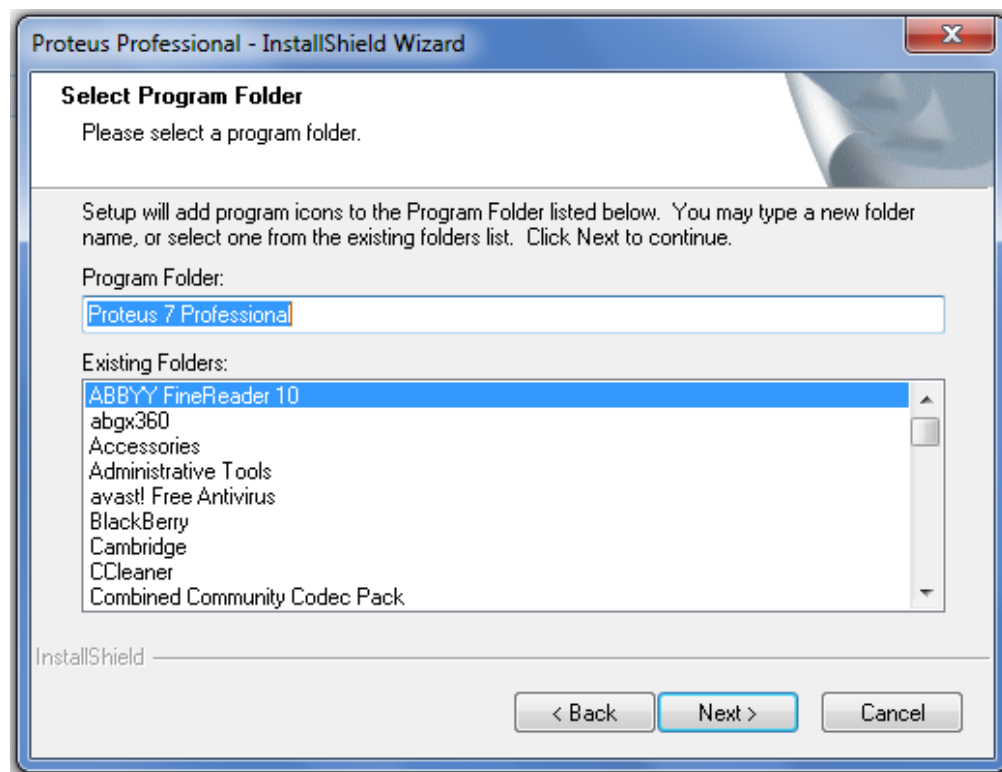 Proteus Professional - InstallShield Wizard
Select Program Folder
Please select a program folder.
Setup will add program icons to the Program Folder listed below.  You may type a new folder
name, or select one from the existing folders list.  Click Next to continue.
Program Folder:
Proteus 7 Professional
Existing Folders:
ABBYY FineReader 10
abgx360
Accessories
Administrative Tools
avast! Free Antivirus
BlackBerry
Cambridge
CCleaner
Combined Community Codec Pack
InstallShield
< Back Next > Cancel